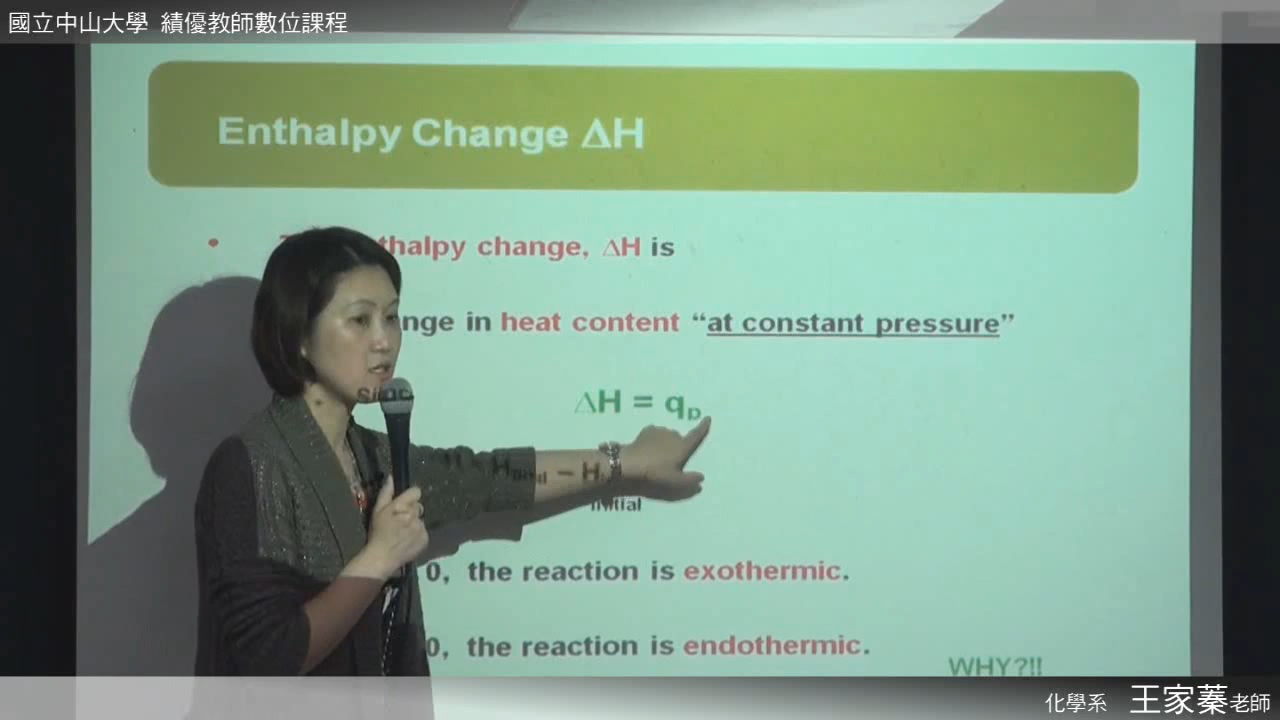 國立中山大學 績優教師數位課程
Enthalpy Change ΔH
• thalpy change, ΔH is
nge in heat content “at constant pressure”
ΔH = qp
H – H
initial
0, the reaction is exothermic.
0, the reaction is endothermic.
WHY?!!
化學系 王家蓁老師